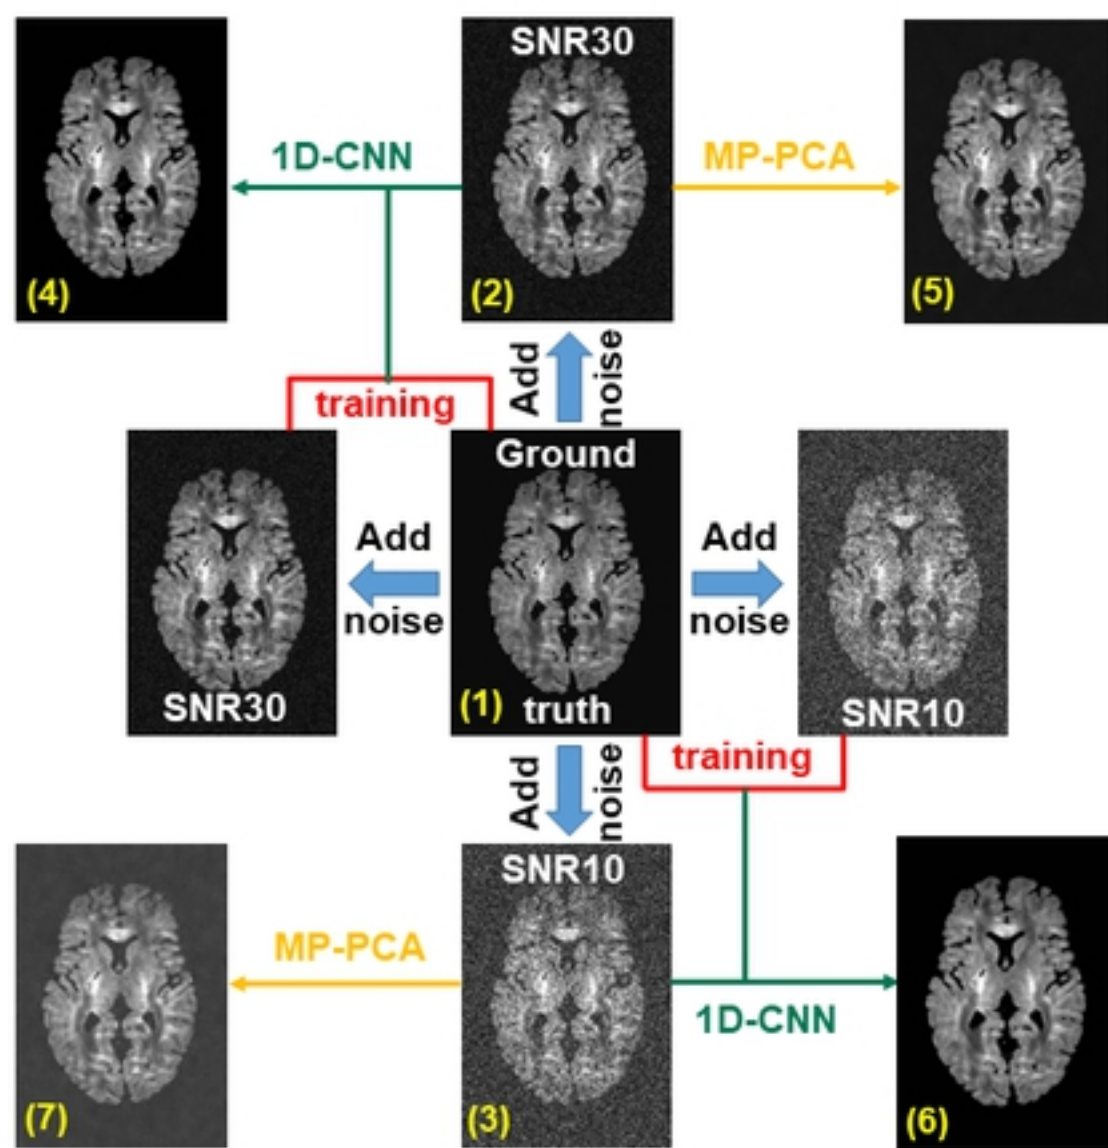 SNR30
1D-CNN
MP-PCA
(4)
(2)
(5)
Add
noise
training
Ground
Add
noise
Add
noise
SNR30
(1)
truth
SNR10
training
Add
noise
SNR10
MP-PCA
1D-CNN
(7)
(3)
(6)